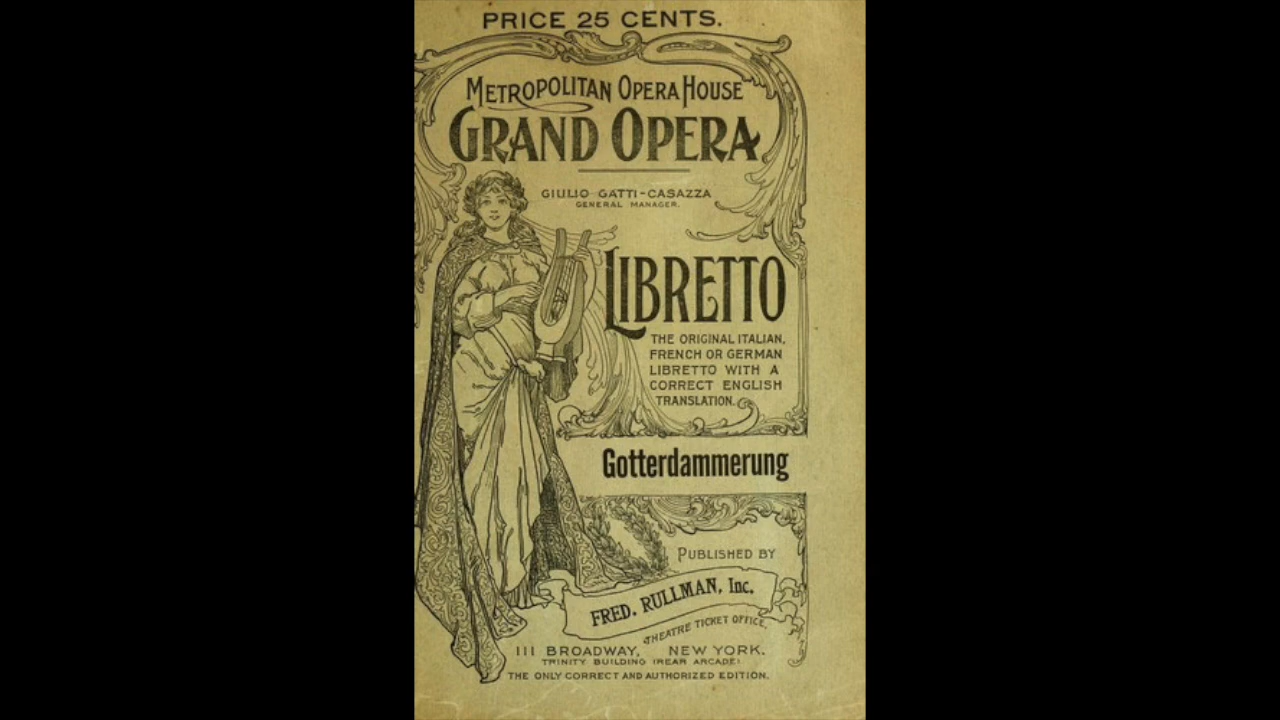 PRICE 25 CENTS.
METROPOLITAN OPERA HOUSE
GRAND OPERA
GIULIO GATTI-CASAZZA
GENERAL MANAGER.
LIBRETTO
THE ORIGINAL ITALIAN,
FRENCH OR GERMAN
LIBRETTO WITH A
CORRECT ENGLISH
TRANSLATION.
Gotterdammerung
PUBLISHED BY
FRED. RULLMAN, Inc.
THEATRE TICKET OFFICE,
111 BROADWAY, NEW YORK.
TRINITY BUILDING (REAR ARCADE)
THE ONLY CORRECT AND AUTHORIZED EDITION.